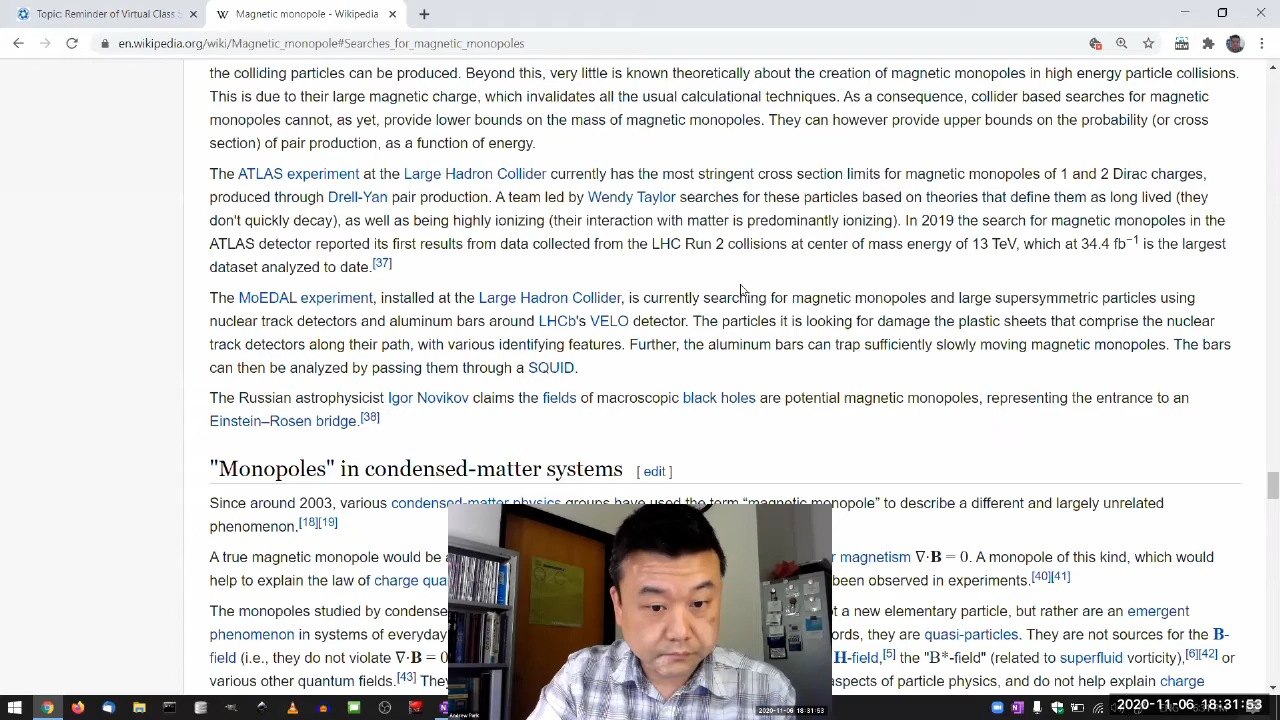 Topic: Reminder of Virtual Class
Magnetic monopole - Wikipedia
en.wikipedia.org/wiki/Magnetic_monopole#Searches_for_magnetic_monopoles
NEW
the colliding particles can be produced. Beyond this, very little is known theoretically about the creation of magnetic monopoles in high energy particle collisions.
This is due to their large magnetic charge, which invalidates all the usual calculational techniques. As a consequence, collider based searches for magnetic
monopoles cannot, as yet, provide lower bounds on the mass of magnetic monopoles. They can however provide upper bounds on the probability (or cross
section) of pair production, as a function of energy.
The ATLAS experiment at the Large Hadron Collider currently has the most stringent cross section limits for magnetic monopoles of 1 and 2 Dirac charges,
produced through Drell-Yan pair production. A team led by Wendy Taylor searches for these particles based on theories that define them as long lived (they
don't quickly decay), as well as being highly ionizing (their interaction with matter is predominantly ionizing). In 2019 the search for magnetic monopoles in the
ATLAS detector reported its first results from data collected from the LHC Run 2 collisions at center of mass energy of 13 TeV, which at 34.4 fb−1 is the largest
dataset analyzed to date.[37]
The MoEDAL experiment, installed at the Large Hadron Collider, is currently searching for magnetic monopoles and large supersymmetric particles using
nuclear track detectors and aluminum bars around LHCb's VELO detector. The particles it is looking for damage the plastic sheets that comprise the nuclear
track detectors along their path, with various identifying features. Further, the aluminum bars can trap sufficiently slowly moving magnetic monopoles. The bars
can then be analyzed by passing them through a SQUID.
The Russian astrophysicist Igor Novikov claims the fields of macroscopic black holes are potential magnetic monopoles, representing the entrance to an
Einstein–Rosen bridge.[38]
"Monopoles" in condensed-matter systems [ edit ]
Since around 2003, various condensed-matter physics groups have used the term “magnetic monopole” to describe a different and largely unrelated
phenomenon.[18][19]
A true magnetic monopole would be magnetism ∇⋅B = 0. A monopole of this kind, which would
help to explain the law of charge been observed in experiments.[40][41]
The monopoles studied by a new elementary particle, but rather are an emergent
phenomenon in systems of everyday they are quasi-particles. They are not sources for the B-
field (i.e., they do not violate ∇⋅B = 0 H-field,[5] the "B*-field" (related to superfluid vorticity),[6][42] or
various other quantum fields.[43] aspects of particle physics, and do not help explain charge
Andrew Park
2020-11-06 18:31:53
2020-11-06 18:31:53